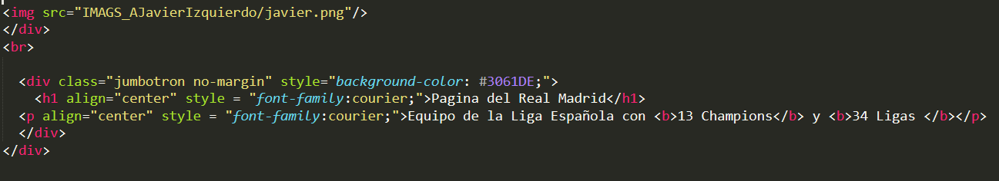 <img src="IMAGS_AJavierIzquierdo/javier.png"/>
</div>
<br>
<div class="jumbotron no-margin" style="background-color: #3061DE;">
<h1 align="center" style = "font-family:courier;">Pagina del Real Madrid</h1>
<p align="center" style = "font-family:courier;">Equipo de la Liga Española con <b>13 Champions</b> y <b>34 Ligas </b></p>
</div>
</div>